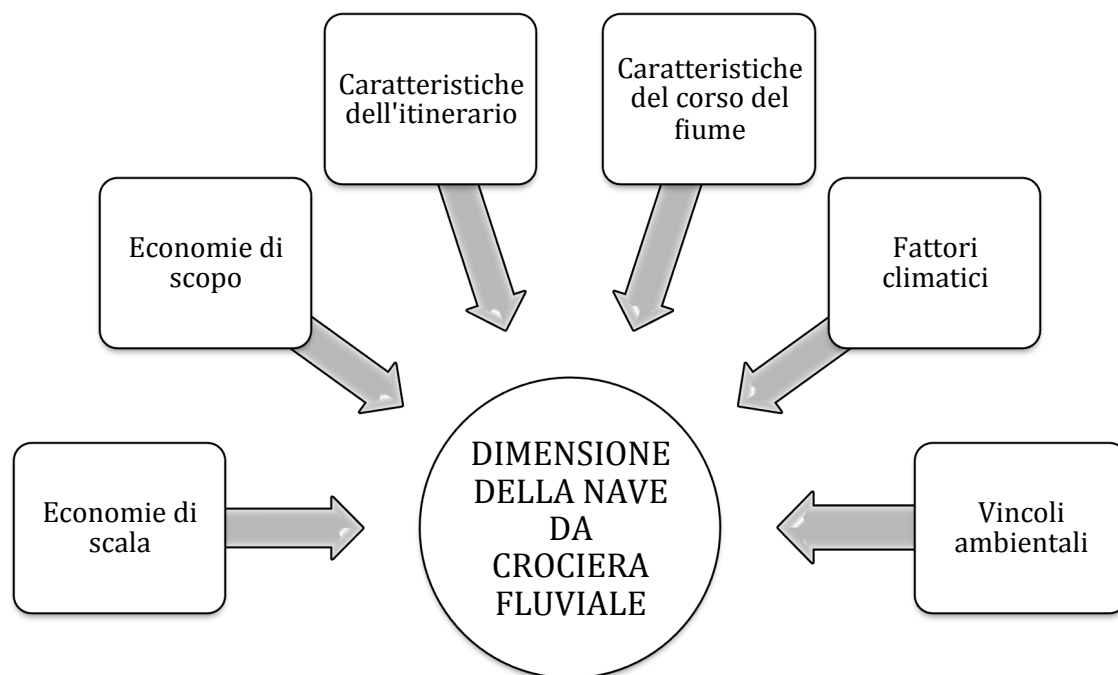 Caratteristiche
dell'itinerario
Caratteristiche
del corso del
fiume
Economie di
scopo
Fattori
climatici
Economie di
scala
DIMENSIONE
DELLA NAVE
DA
CROCIERA
FLUVIALE
Vincoli
ambientali